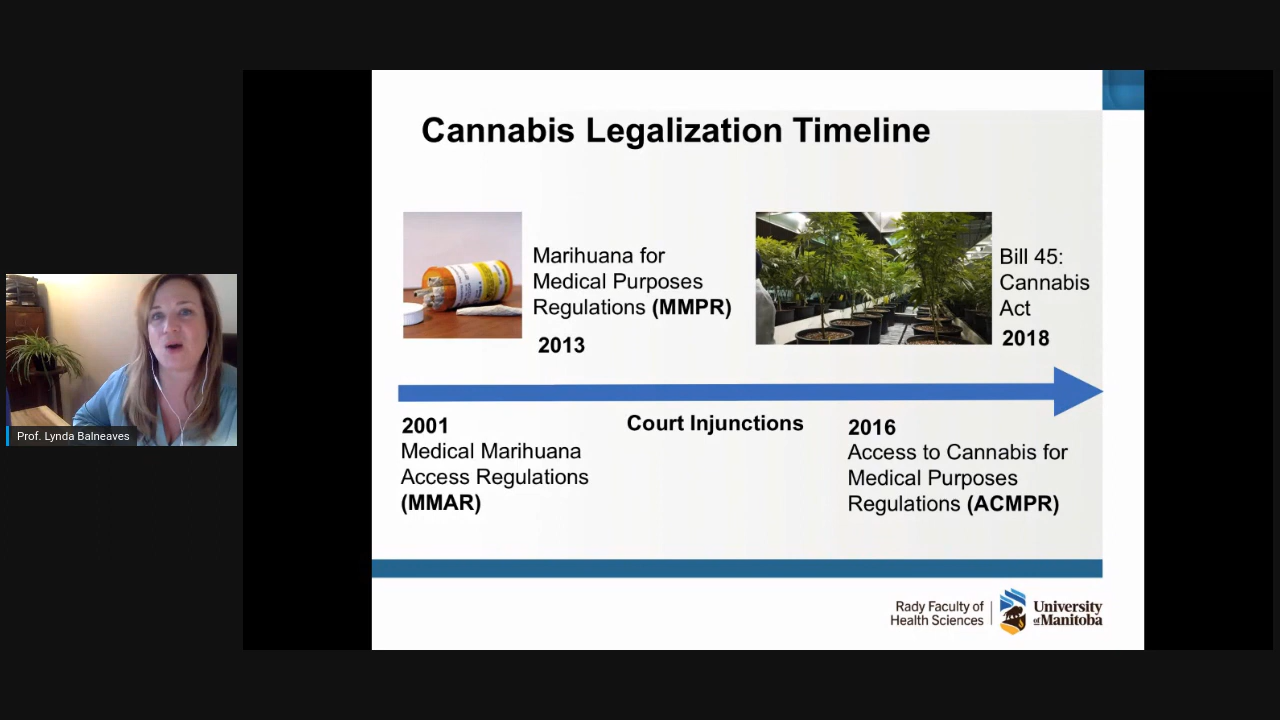 Cannabis Legalization Timeline
Marihuana for
Medical Purposes
Regulations (MMPR)
2013
Bill 45:
Cannabis
Act
2018
2001
Medical Marihuana
Access Regulations
(MMAR)
Court Injunctions
2016
Access to Cannabis for
Medical Purposes
Regulations (ACMPR)
Prof. Lynda Balneaves
Rady Faculty of
Health Sciences
University
of Manitoba